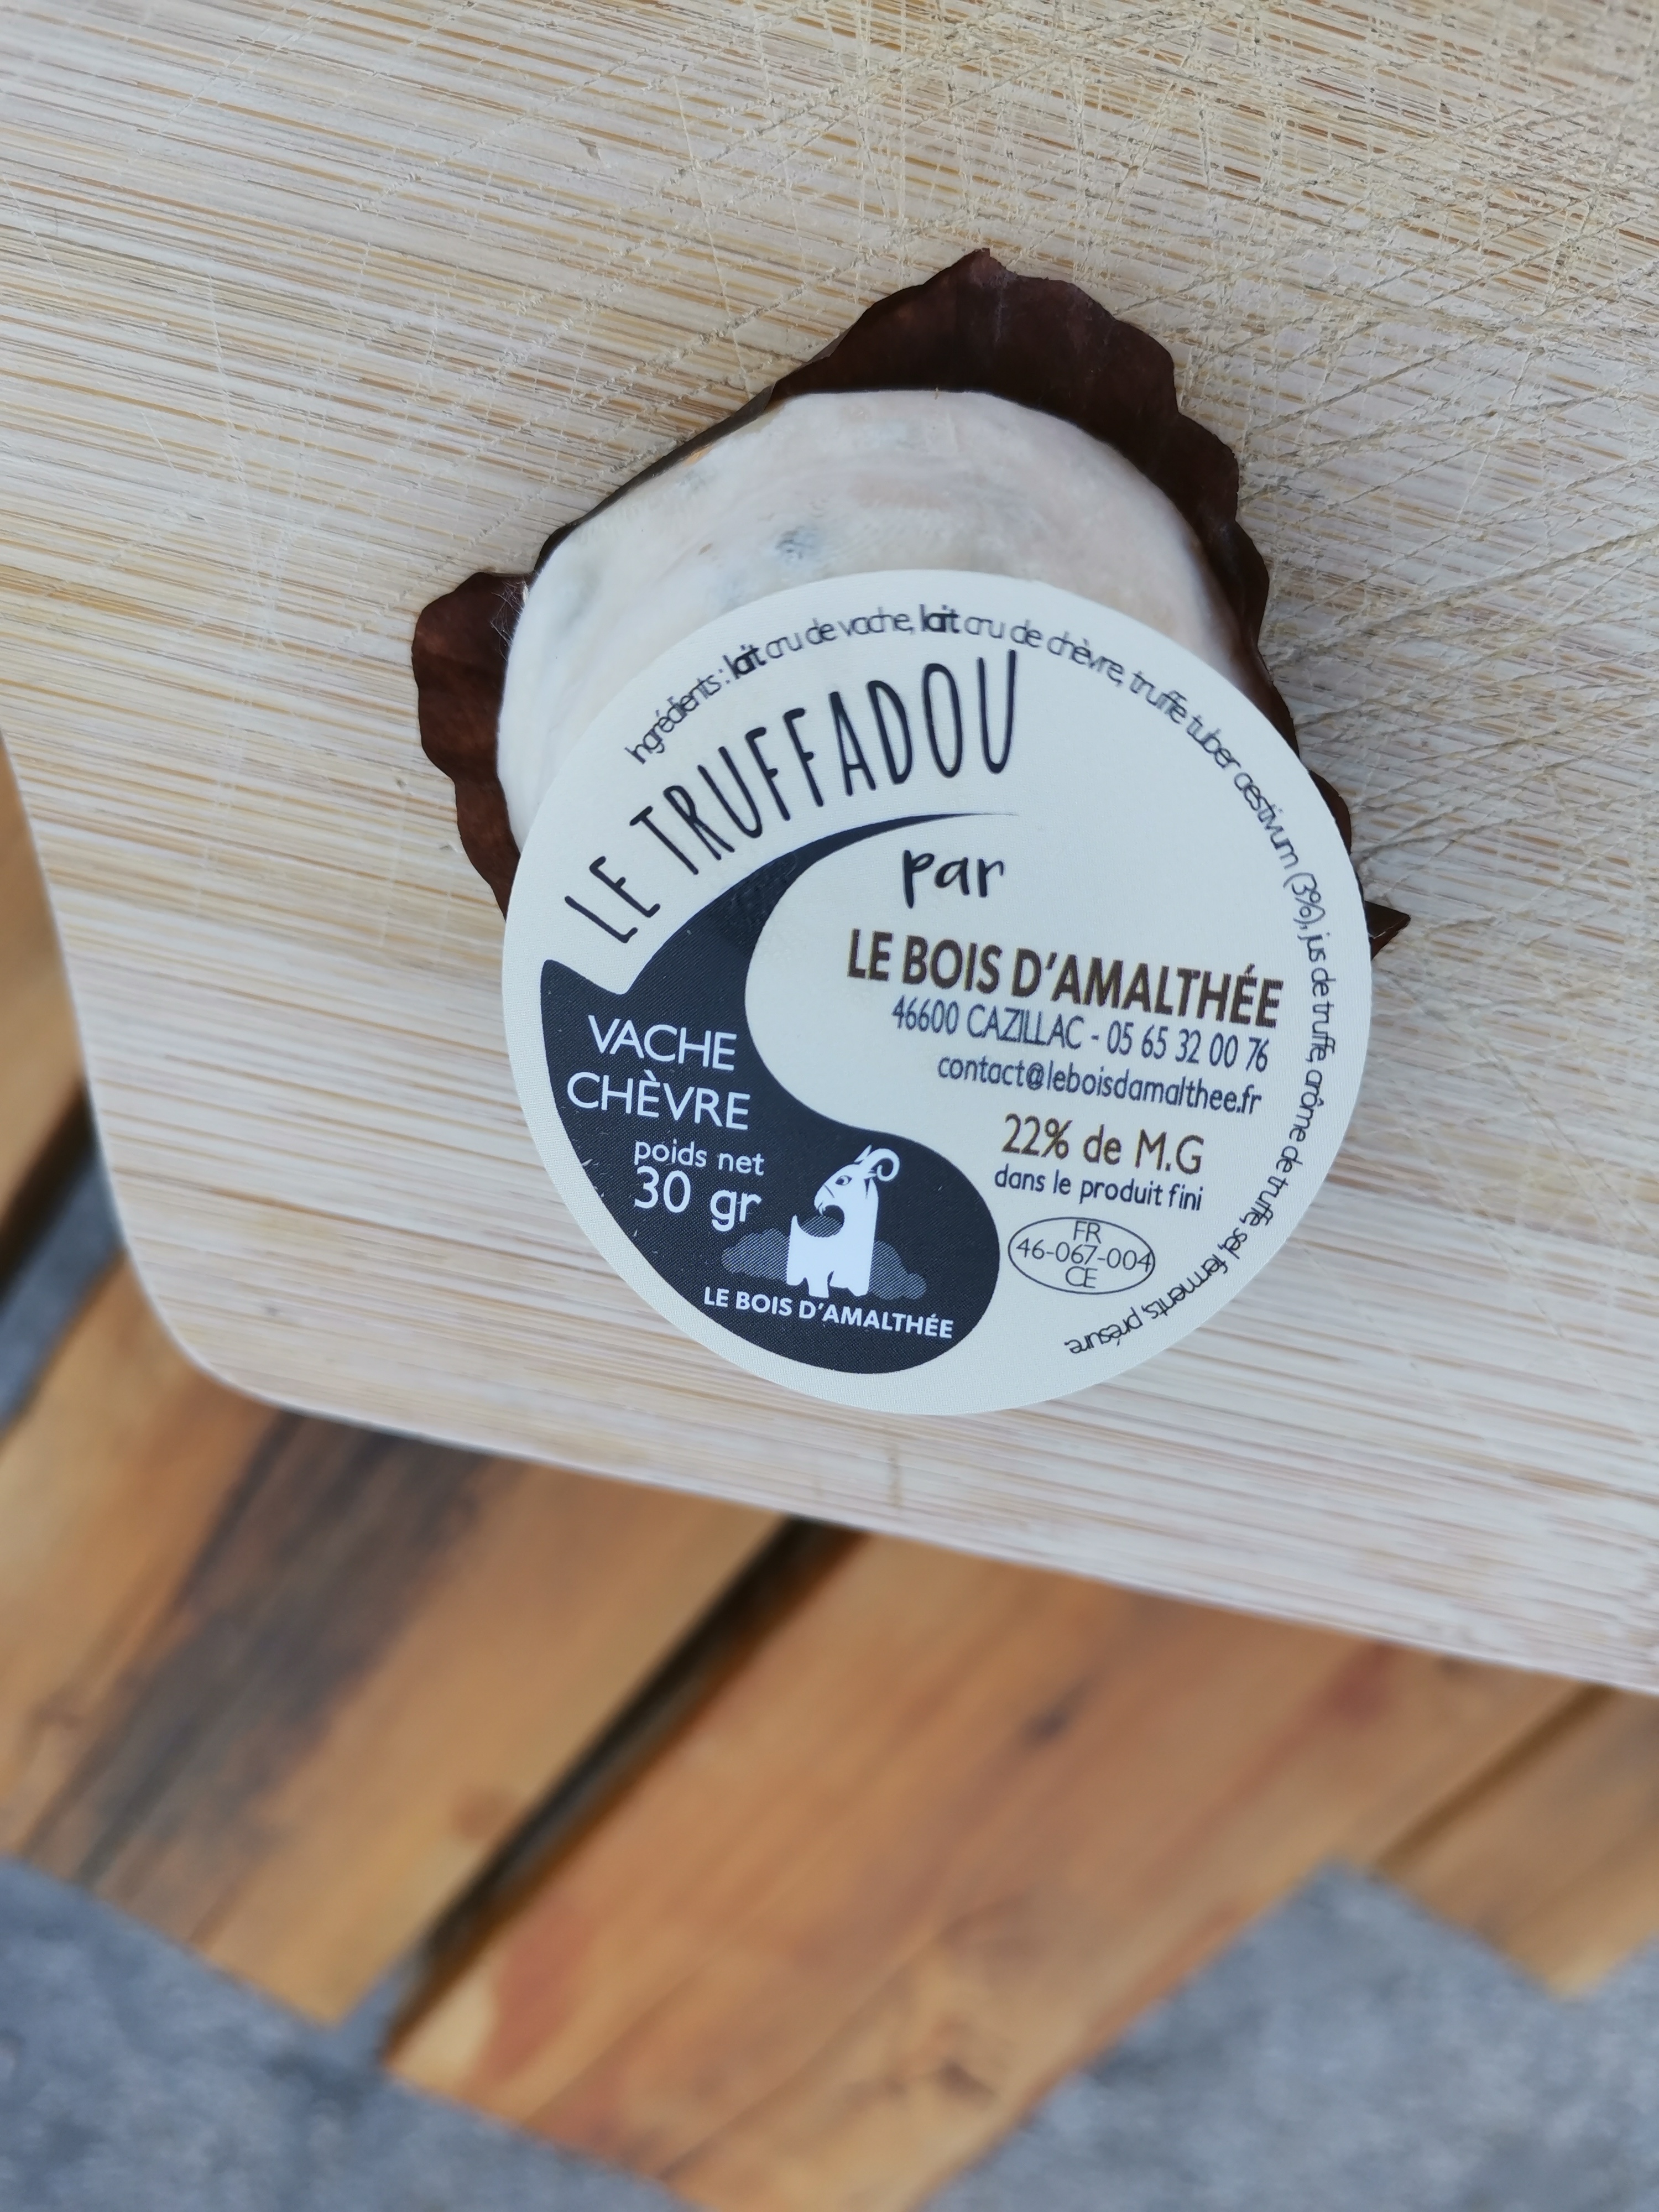 Ingrédients : lait cru de vache, lait cru de chèvre, truffe tuber aestivum (3%), jus de truffe, arôme de truffe, sel, ferments, présure.
LE TRUFFADOU
par
LE BOIS D'AMALTHÉE
46600 CAZILLAC - 05 65 32 00 76
contact@leboisdamalthee.fr
22% de M.G
dans le produit fini
FR
46-067-004
CE
VACHE
CHÈVRE
poids net
30 gr
LE BOIS D'AMALTHÉE